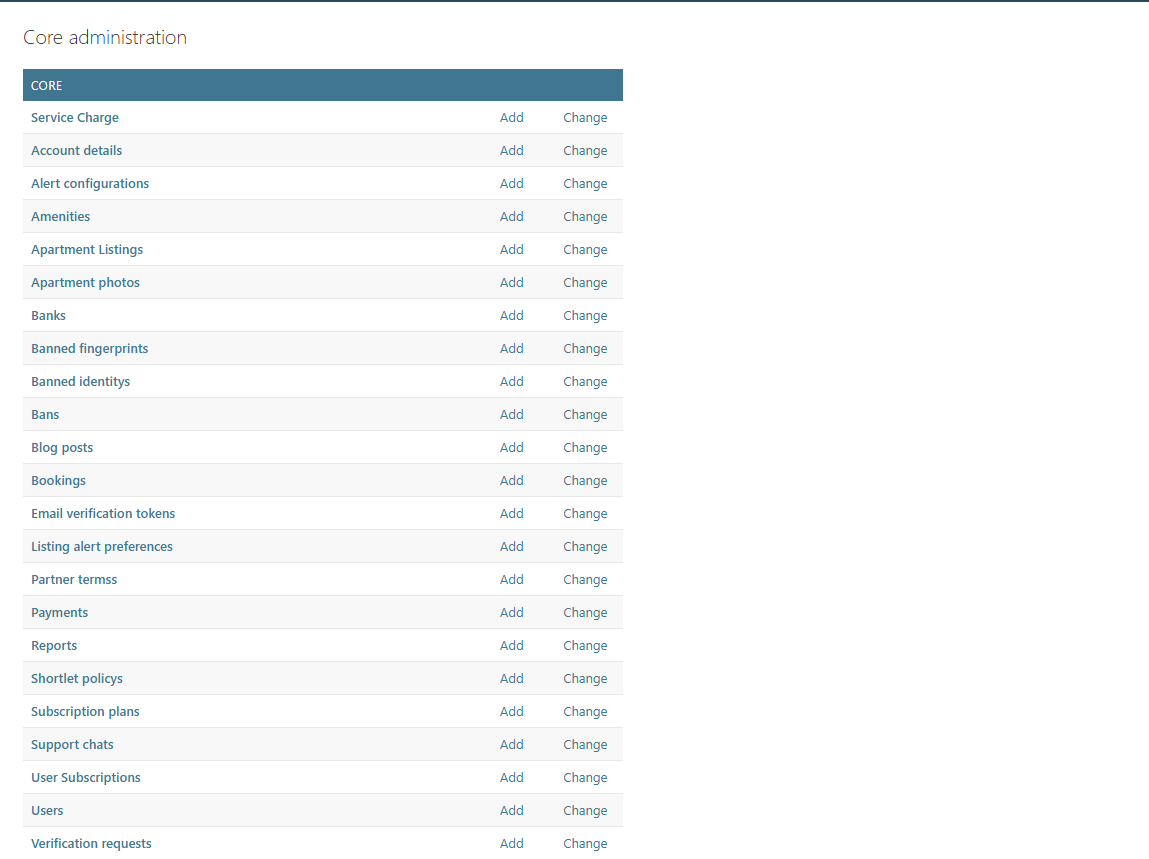 Core administration
CORE
Service Charge Add Change
Account details Add Change
Alert configurations Add Change
Amenities Add Change
Apartment Listings Add Change
Apartment photos Add Change
Banks Add Change
Banned fingerprints Add Change
Banned identitys Add Change
Bans Add Change
Blog posts Add Change
Bookings Add Change
Email verification tokens Add Change
Listing alert preferences Add Change
Partner termss Add Change
Payments Add Change
Reports Add Change
Shortlet policys Add Change
Subscription plans Add Change
Support chats Add Change
User Subscriptions Add Change
Users Add Change
Verification requests Add Change